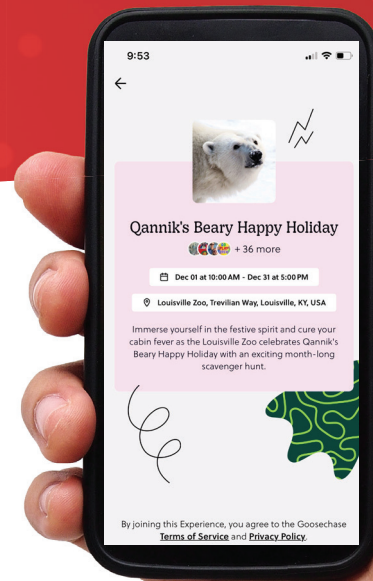 9:53
Qannik's Beary Happy Holiday
+ 36 more
Dec 01 at 10:00 AM - Dec 31 at 5:00 PM
Louisville Zoo, Trevilian Way, Louisville, KY, USA
Immerse yourself in the festive spirit and cure your
cabin fever as the Louisville Zoo celebrates Qannik's
Beary Happy Holiday with an exciting month-long
scavenger hunt.
By joining this Experience, you agree to the Goosechase
Terms of Service and Privacy Policy.